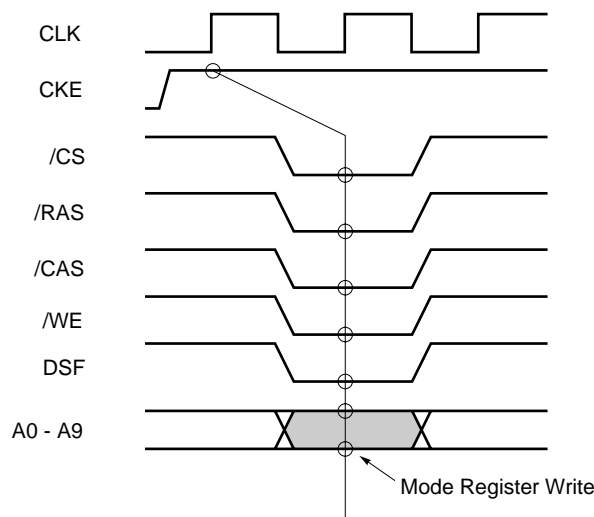 CLK
CKE
/CS
/RAS
/CAS
/WE
DSF
A0 - A9
Mode Register Write